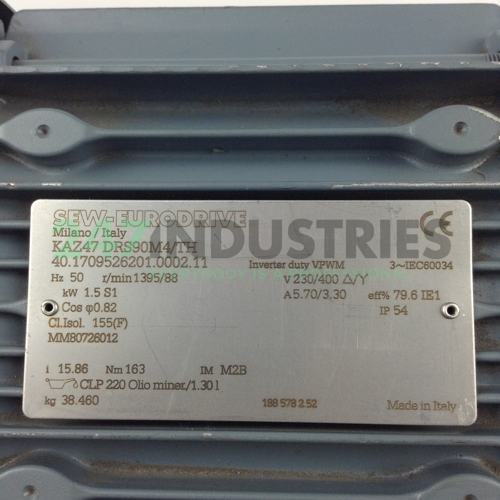 SEW-EURODRIVE
Milano / Italy
INDUSTRIES
KAZ47 DRS90M4/TH
40.1709526201.0002.11
Inverter duty VPWM 3~IEC60034
Hz 50 r/min 1395/88 V 230/400 Δ/Y
kW 1.5 S1 A 5.70/3.30 eff% 79.6 IE1
Cos φ0.82 IP 54
Cl.Isol. 155(F)
MM80726012
i 15.86 Nm 163 IM M2B
CLP 220 Olio miner./1.30 l
kg 38.460 188 578 2.52 Made in Italy
CE